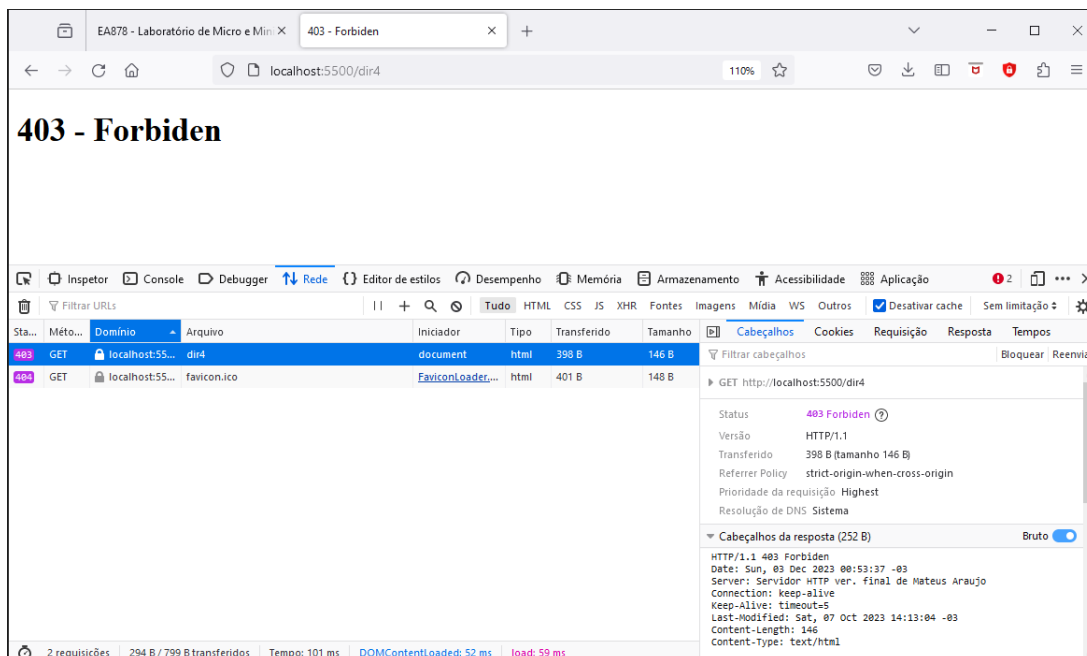 EA878 - Laboratório de Micro e Mini
403 - Forbiden
localhost:5500/dir4
110%
403 - Forbiden
Inspetor Console Debugger Rede Editor de estilos Desempenho Memória Armazenamento Acessibilidade Aplicação 2
Filtrar URLs Tudo HTML CSS JS XHR Fontes Imagens Mídia WS Outros Desativar cache Sem limitação
Sta... Méto... Domínio Arquivo Iniciador Tipo Transferido Tamanho Cabeçalhos Cookies Requisição Resposta Tempos
403 GET localhost:55... dir4 document html 398 B 146 B
404 GET localhost:55... favicon.ico FaviconLoader.... html 401 B 148 B
Filtrar cabeçalhos Bloquear Reenvia
GET http://localhost:5500/dir4
Status 403 Forbiden
Versão HTTP/1.1
Transferido 398 B (tamanho 146 B)
Referrer Policy strict-origin-when-cross-origin
Prioridade da requisição Highest
Resolução de DNS Sistema
Cabeçalhos da resposta (252 B) Bruto
HTTP/1.1 403 Forbiden
Date: Sun, 03 Dec 2023 00:53:37 -03
Server: Servidor HTTP ver. final de Mateus Araujo
Connection: keep-alive
Keep-Alive: timeout=5
Last-Modified: Sat, 07 Oct 2023 14:13:04 -03
Content-Length: 146
Content-Type: text/html
2 requisições 294 B / 799 B transferidos Tempo: 101 ms DOMContentLoaded: 52 ms load: 59 ms